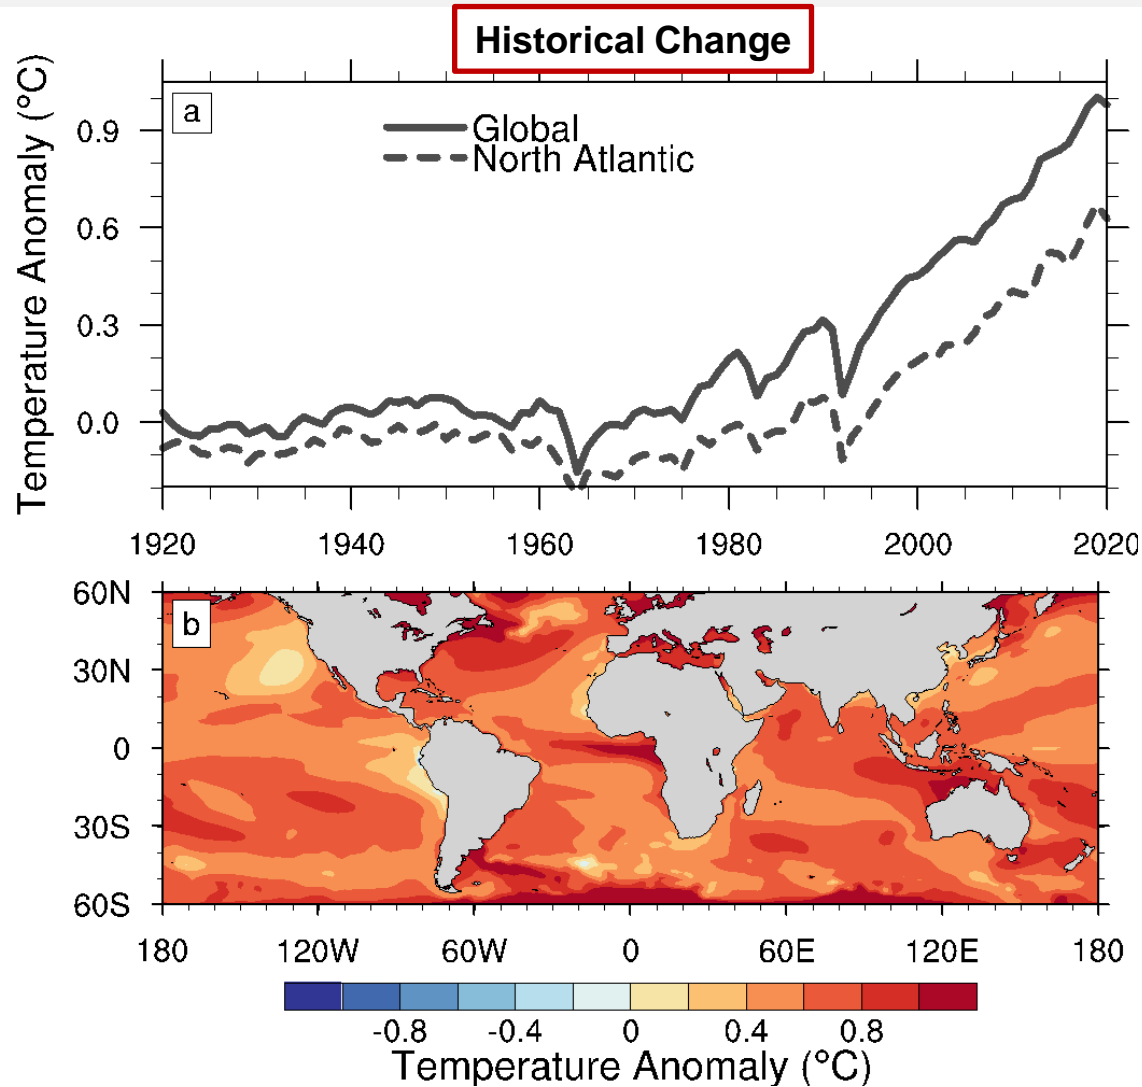 Historical Change
a
Global
North Atlantic
Temperature Anomaly (°C)
0.9
0.6
0.3
0.0
1920 1940 1960 1980 2000 2020
b
60N
30N
0
30S
60S
180 120W 60W 0 60E 120E 180
-0.8 -0.4 0 0.4 0.8
Temperature Anomaly (°C)